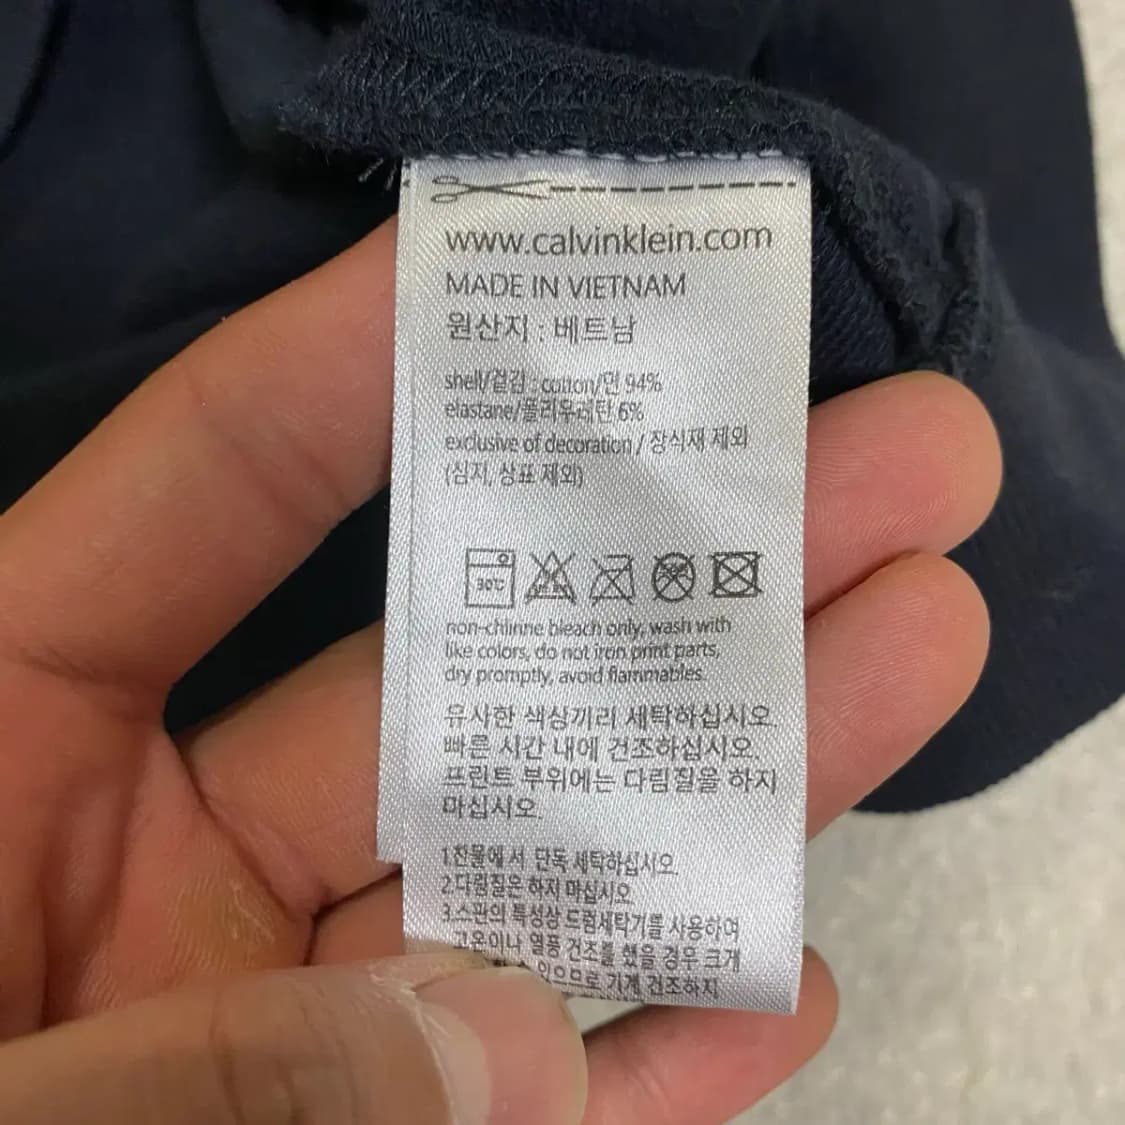 www.calvinklein.com
MADE IN VIETNAM
원산지 : 베트남
shell/겉감 : cotton/면 94%
elastane/폴리우레탄 6%
exclusive of decoration / 장식재 제외
(심지, 상표 제외)
30℃
non-chlinne bleach only, wash with
like colors, do not iron print parts,
dry promptly, avoid flammables.
유사한 색상끼리 세탁하십시오.
빠른 시간 내에 건조하십시오.
프린트 부위에는 다림질을 하지
마십시오.
1.찬물에서 단독 세탁하십시오.
2.다림질은 하지 마십시오.
3.스판의 특성상 드럼세탁기를 사용하여
고온이나 열풍 건조를 했을 경우 크게
수 있으므로 기계 건조하지